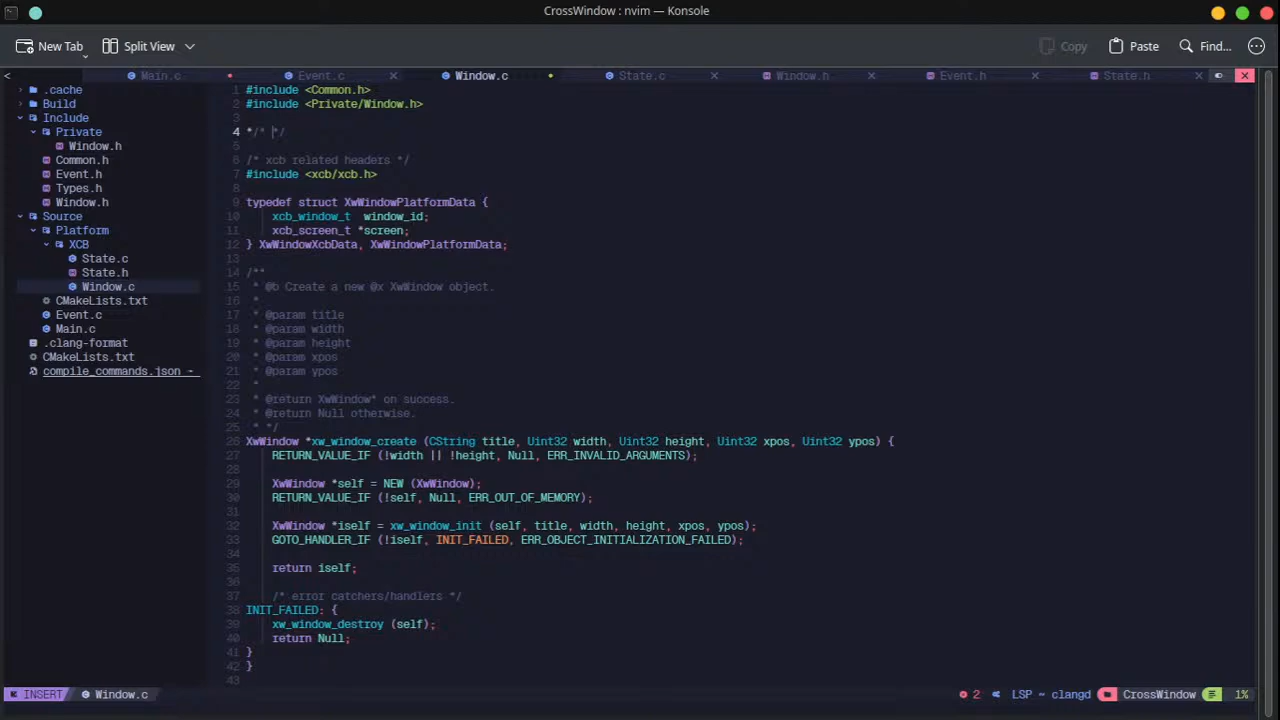 CrossWindow : nvim — Konsole
New Tab
Split View
Copy
Paste
Find...
< Main.c Event.c Window.c State.c Window.h Event.h State.h
.cache
Build
Include
Private
Window.h
Common.h
Event.h
Types.h
Window.h
Source
Platform
XCB
State.c
State.h
Window.c
CMakeLists.txt
Event.c
Main.c
.clang-format
CMakeLists.txt
compile_commands.json -
1 #include <Common.h>
2 #include <Private/Window.h>
3
4 */* */
5
6 /* xcb related headers */
7 #include <xcb/xcb.h>
8
9 typedef struct XwWindowPlatformData {
10 xcb_window_t  window_id;
11 xcb_screen_t *screen;
12 } XwWindowXcbData, XwWindowPlatformData;
13
14 /**
15 * @b Create a new @x XwWindow object.
16 *
17 * @param title
18 * @param width
19 * @param height
20 * @param xpos
21 * @param ypos
22 *
23 * @return XwWindow* on success.
24 * @return Null otherwise.
25 * */
26 XwWindow *xw_window_create (CString title, Uint32 width, Uint32 height, Uint32 xpos, Uint32 ypos) {
27 RETURN_VALUE_IF (!width || !height, Null, ERR_INVALID_ARGUMENTS);
28
29 XwWindow *self = NEW (XwWindow);
30 RETURN_VALUE_IF (!self, Null, ERR_OUT_OF_MEMORY);
31
32 XwWindow *iself = xw_window_init (self, title, width, height, xpos, ypos);
33 GOTO_HANDLER_IF (!iself, INIT_FAILED, ERR_OBJECT_INITIALIZATION_FAILED);
34
35 return iself;
36
37 /* error catchers/handlers */
38 INIT_FAILED: {
39 xw_window_destroy (self);
40 return Null;
41 }
42 }
43
INSERT Window.c 2 LSP ~ clangd CrossWindow 1%